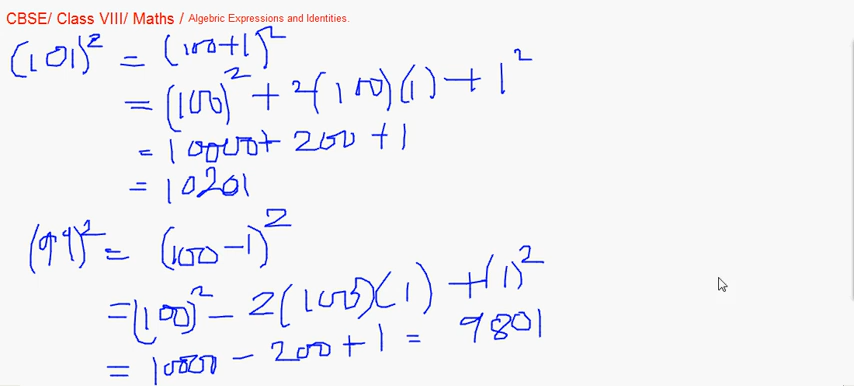 CBSE/ Class VIII/ Maths / Algebric Expressions and Identities.
(101)² = (100+1)²
= (100)² + 2(100)(1) + 1²
= 10000 + 200 + 1
= 10201
(99)² = (100-1)²
= (100)² - 2(100)(1) + (1)²
= 10000 - 200 + 1 = 9801